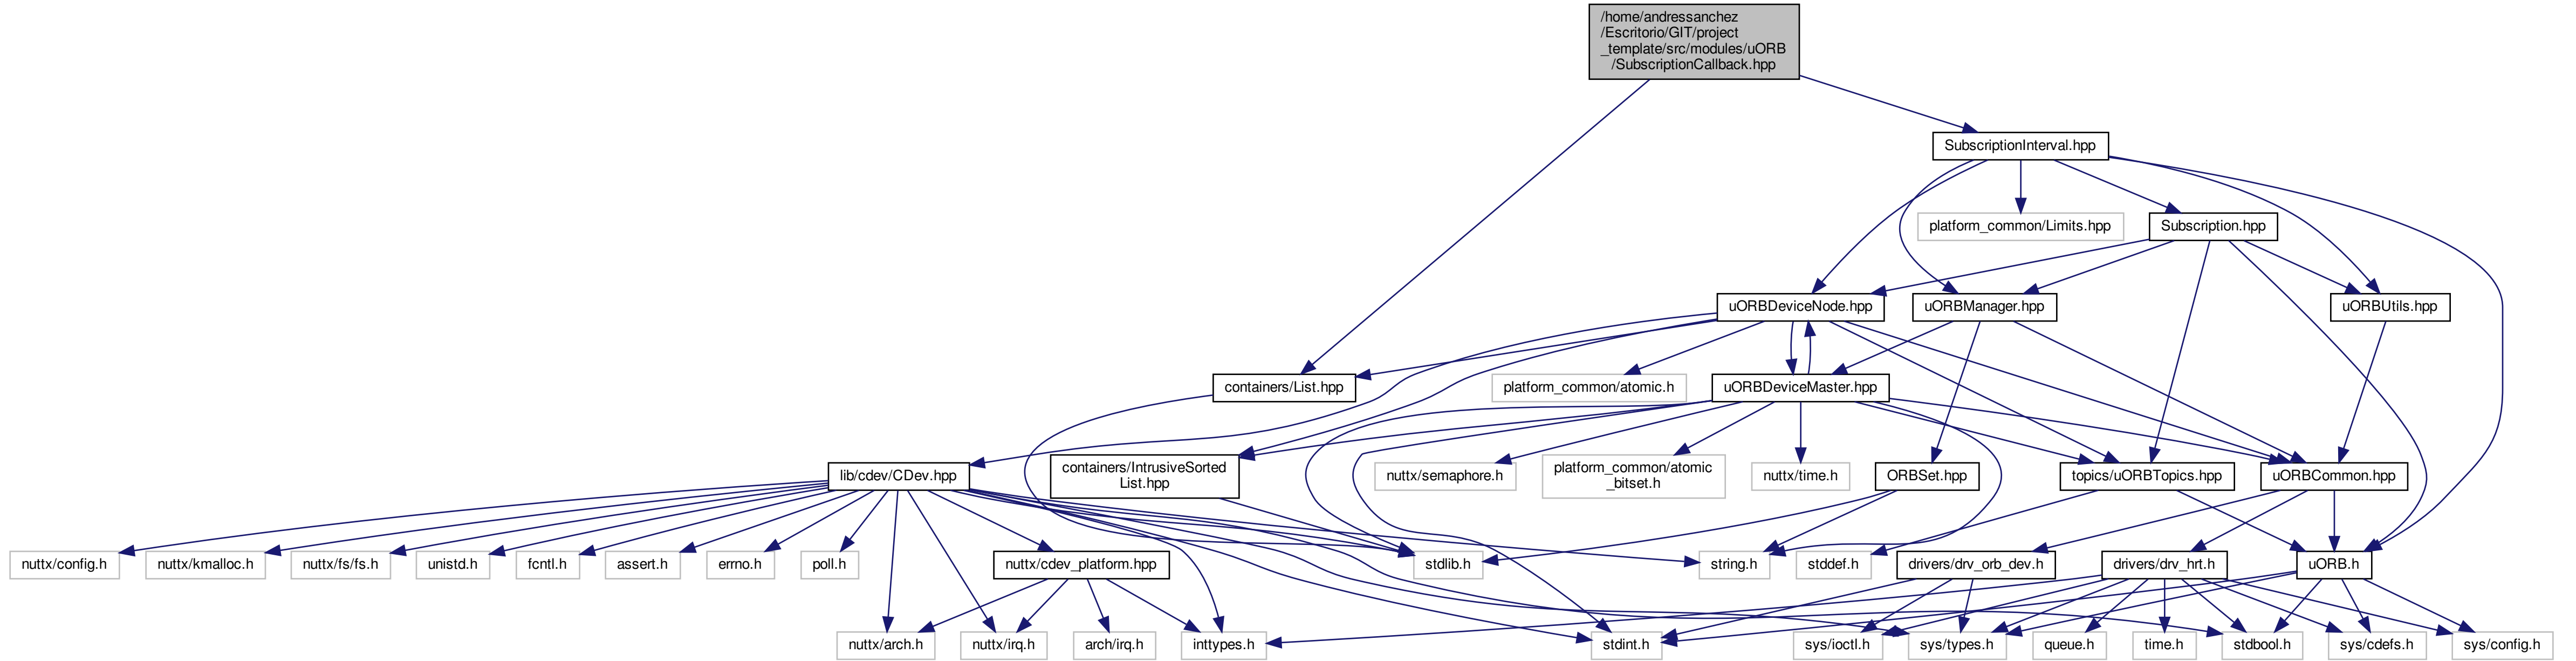 /home/andressanchez
/Escritorio/GIT/project
_template/src/modules/uORB
/SubscriptionCallback.hpp
SubscriptionInterval.hpp
platform_common/Limits.hpp
Subscription.hpp
uORBDeviceNode.hpp
uORBManager.hpp
uORBUtils.hpp
containers/List.hpp
platform_common/atomic.h
uORBDeviceMaster.hpp
lib/cdev/CDev.hpp
containers/IntrusiveSorted
List.hpp
nuttx/semaphore.h
platform_common/atomic
_bitset.h
nuttx/time.h
ORBSet.hpp
topics/uORBTopics.hpp
uORBCommon.hpp
nuttx/config.h
nuttx/kmalloc.h
nuttx/fs/fs.h
unistd.h
fcntl.h
assert.h
errno.h
poll.h
nuttx/cdev_platform.hpp
stdlib.h
string.h
stddef.h
drivers/drv_orb_dev.h
drivers/drv_hrt.h
uORB.h
nuttx/arch.h
nuttx/irq.h
arch/irq.h
inttypes.h
stdint.h
sys/ioctl.h
sys/types.h
queue.h
time.h
stdbool.h
sys/cdefs.h
sys/config.h